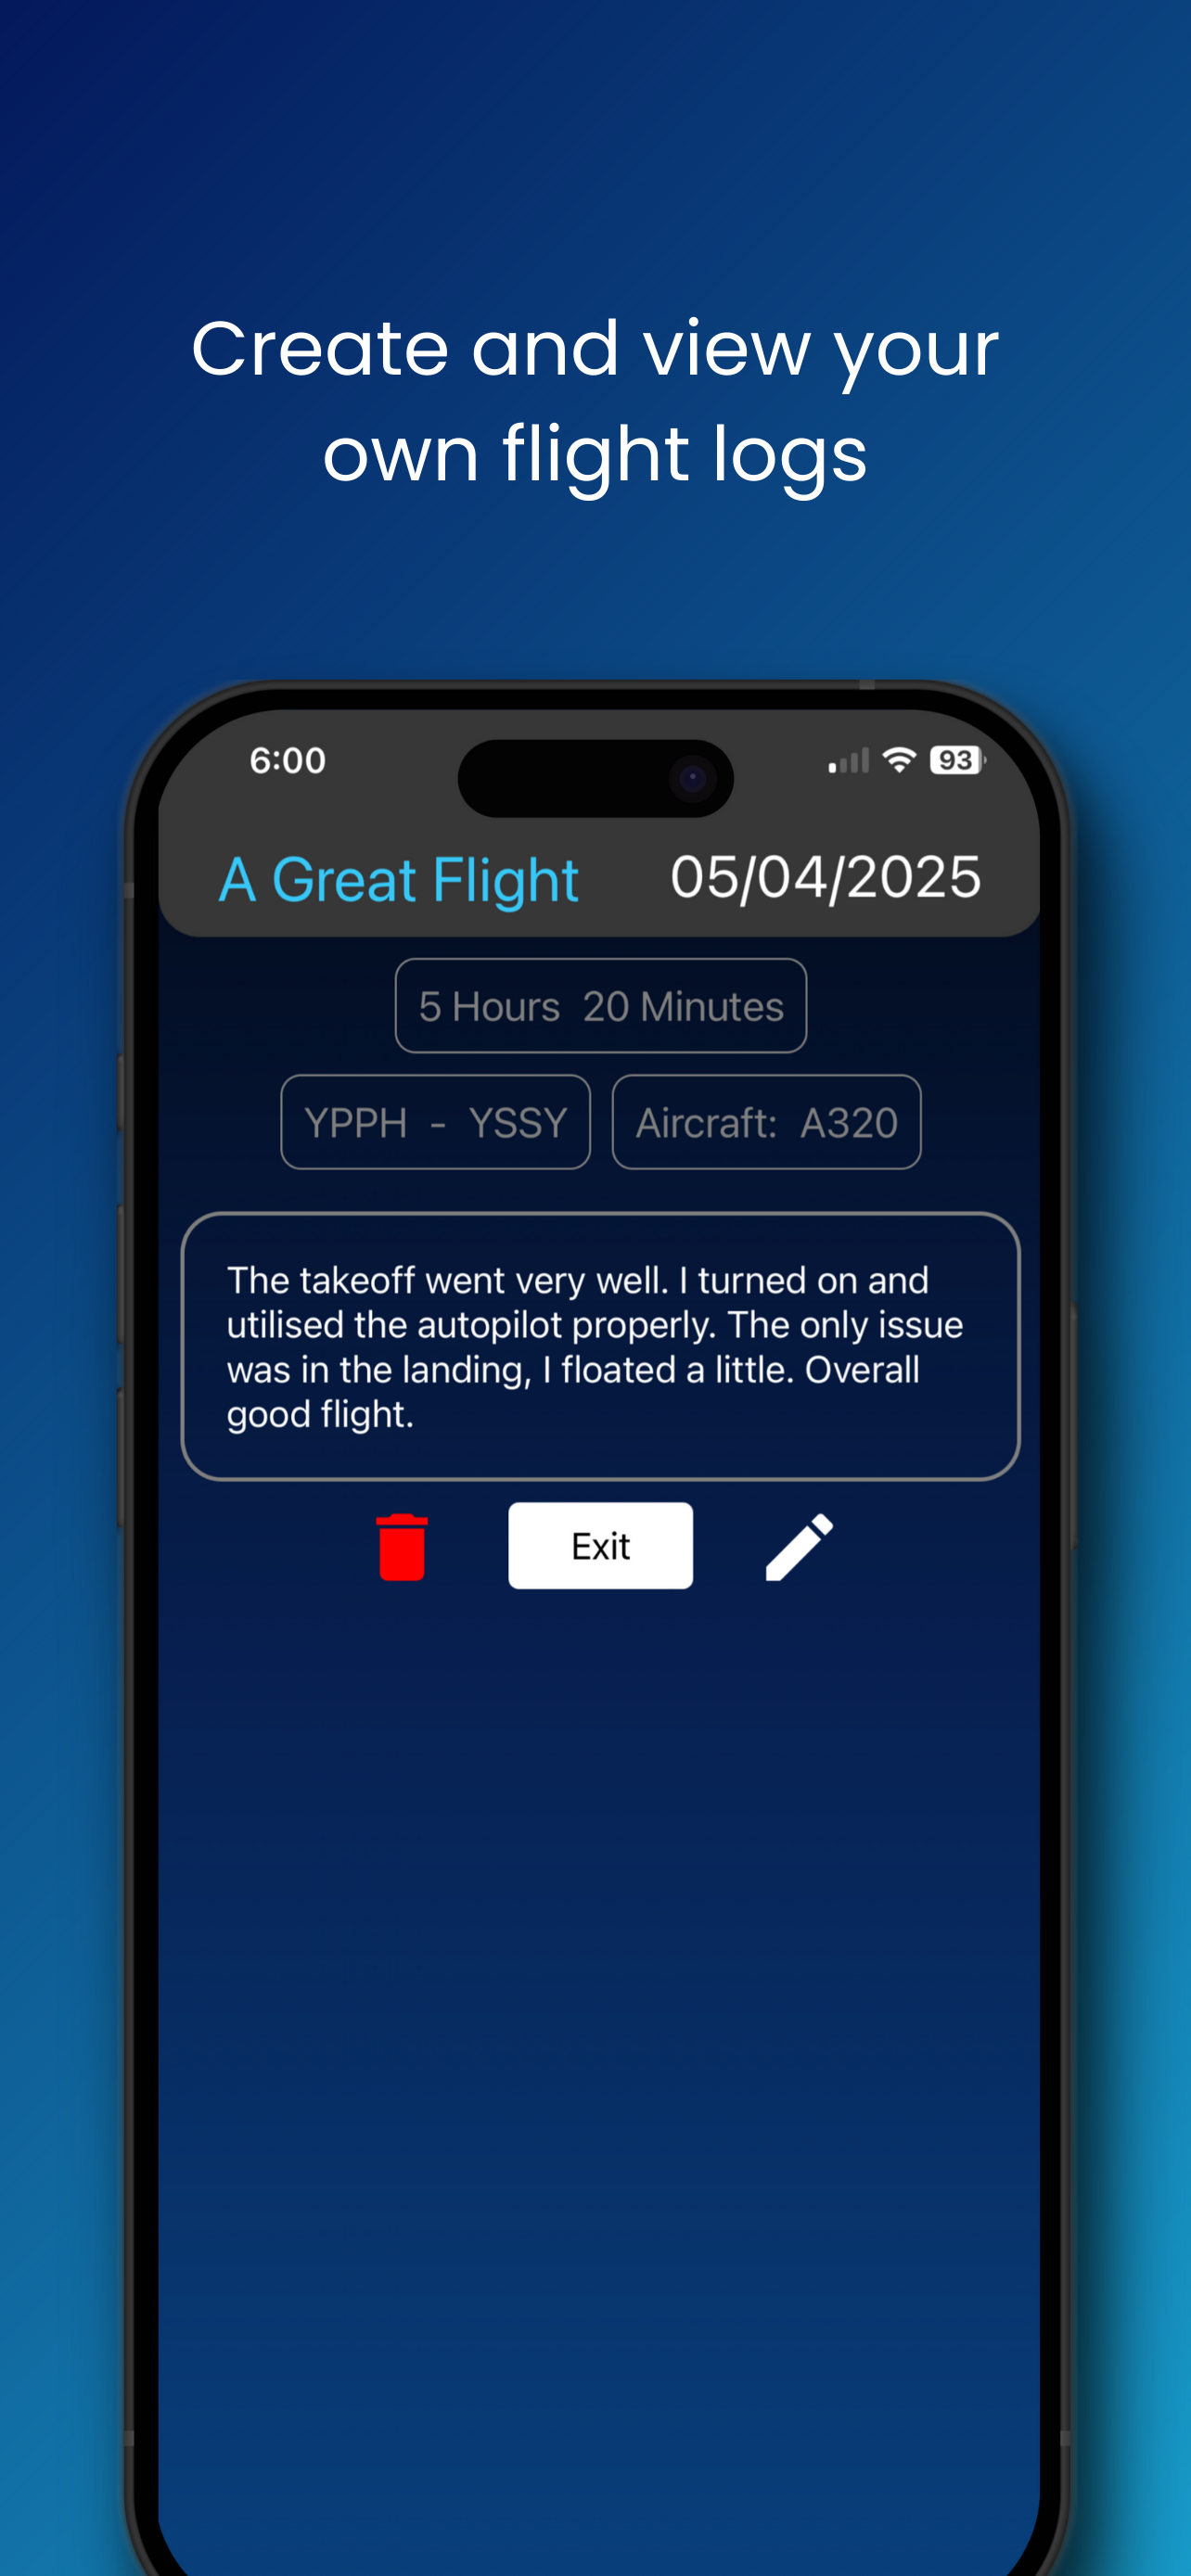 Create and view your
own flight logs
6:00
93
A Great Flight 05/04/2025
5 Hours 20 Minutes
YPPH - YSSY Aircraft: A320
The takeoff went very well. I turned on and
utilised the autopilot properly. The only issue
was in the landing, I floated a little. Overall
good flight.
Exit